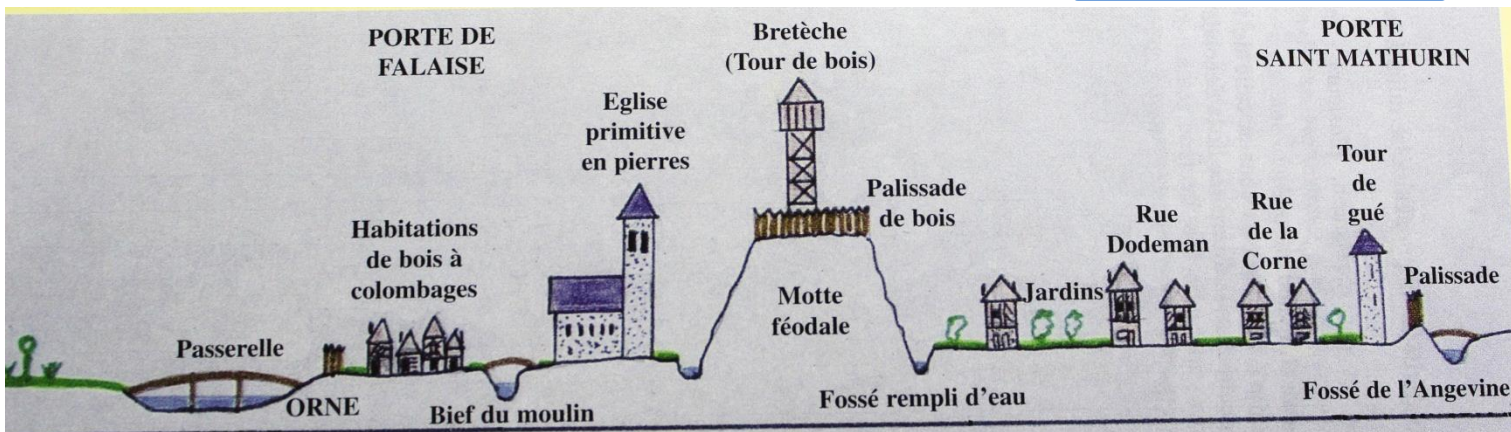 PORTE DE
FALAISE
Bretèche
(Tour de bois)
PORTE
SAINT MATHURIN
Eglise
primitive
en pierres
Habitations
de bois à
colombages
Palissade
de bois
Rue
Dodeman
Rue
de la
Corne
Tour
de
gué
Palissade
Jardins
Motte
féodale
Passerelle
ORNE
Bief du moulin
Fossé rempli d'eau
Fossé de l'Angevine